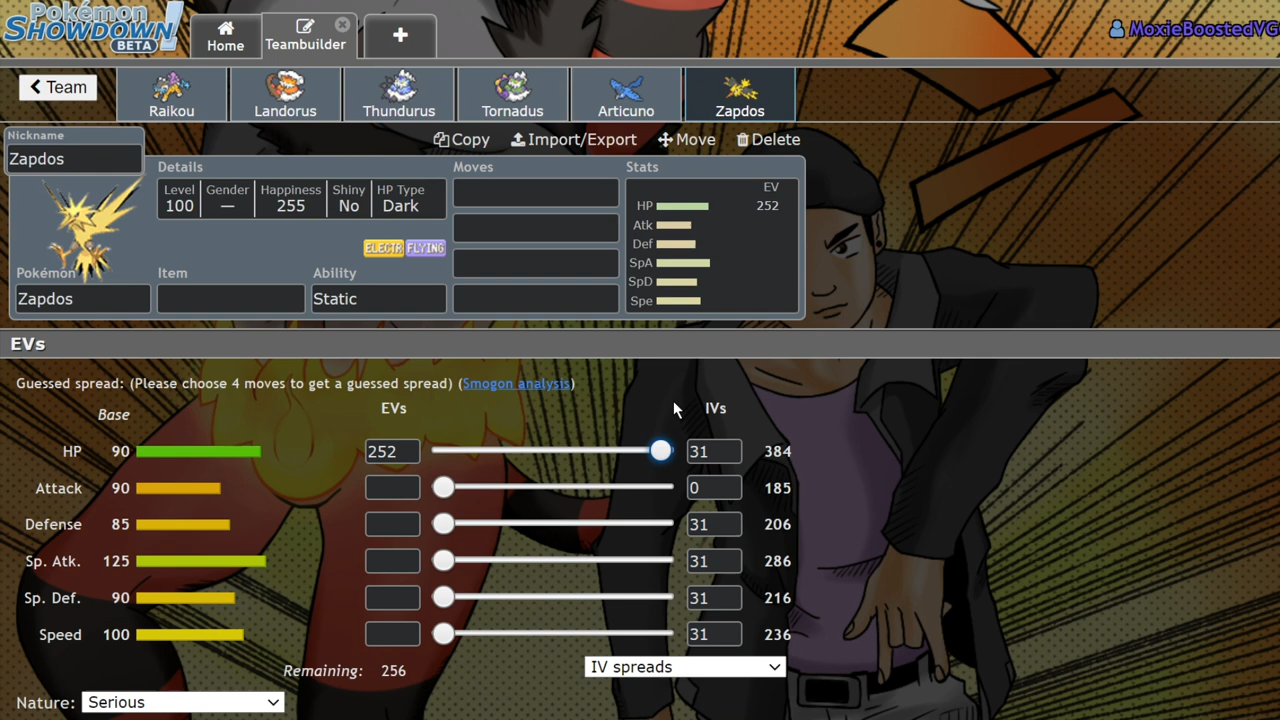 Pokémon
SHOWDOWN!
BETA
Home
Teambuilder
+
MoxieBoostedVG
Team
Raikou
Landorus
Thundurus
Tornadus
Articuno
Zapdos
Nickname
Zapdos
Copy
Import/Export
Move
Delete
Details
Level
100
Gender
—
Happiness
255
Shiny
No
HP Type
Dark
ELECTR
FLYING
Pokémon
Zapdos
Item
Ability
Static
Moves
Stats
EV
HP 252
Atk
Def
SpA
SpD
Spe
EVs
Guessed spread: (Please choose 4 moves to get a guessed spread) (Smogon analysis)
Base EVs IVs
HP 90 252 31 384
Attack 90 0 185
Defense 85 31 206
Sp. Atk. 125 31 286
Sp. Def. 90 31 216
Speed 100 31 236
Remaining: 256
IV spreads
Nature: Serious